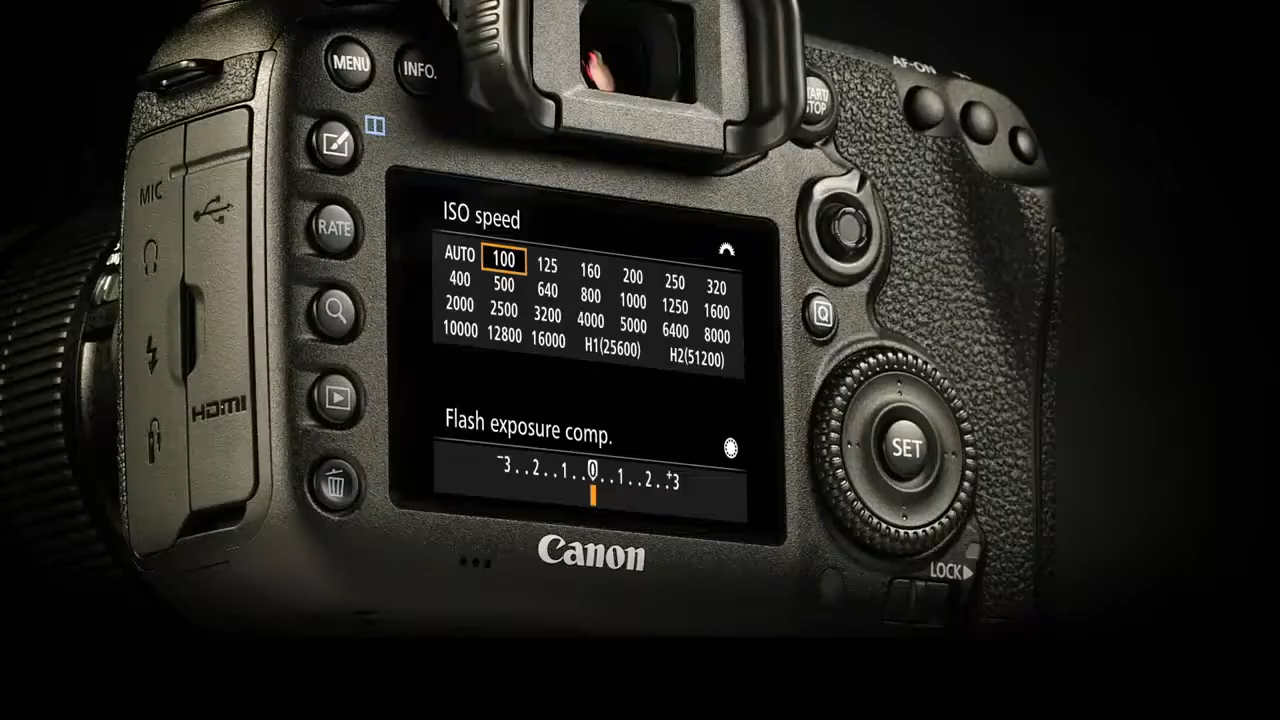 MENU
INFO.
AF-ON
START/
STOP
MIC
RATE
Q
ISO speed
AUTO 100 125 160 200 250 320
400 500 640 800 1000 1250 1600
2000 2500 3200 4000 5000 6400 8000
10000 12800 16000 H1(25600) H2(51200)
HDMI
Flash exposure comp.
-3..2..1..0..1..2..+3
SET
Canon
LOCK▶